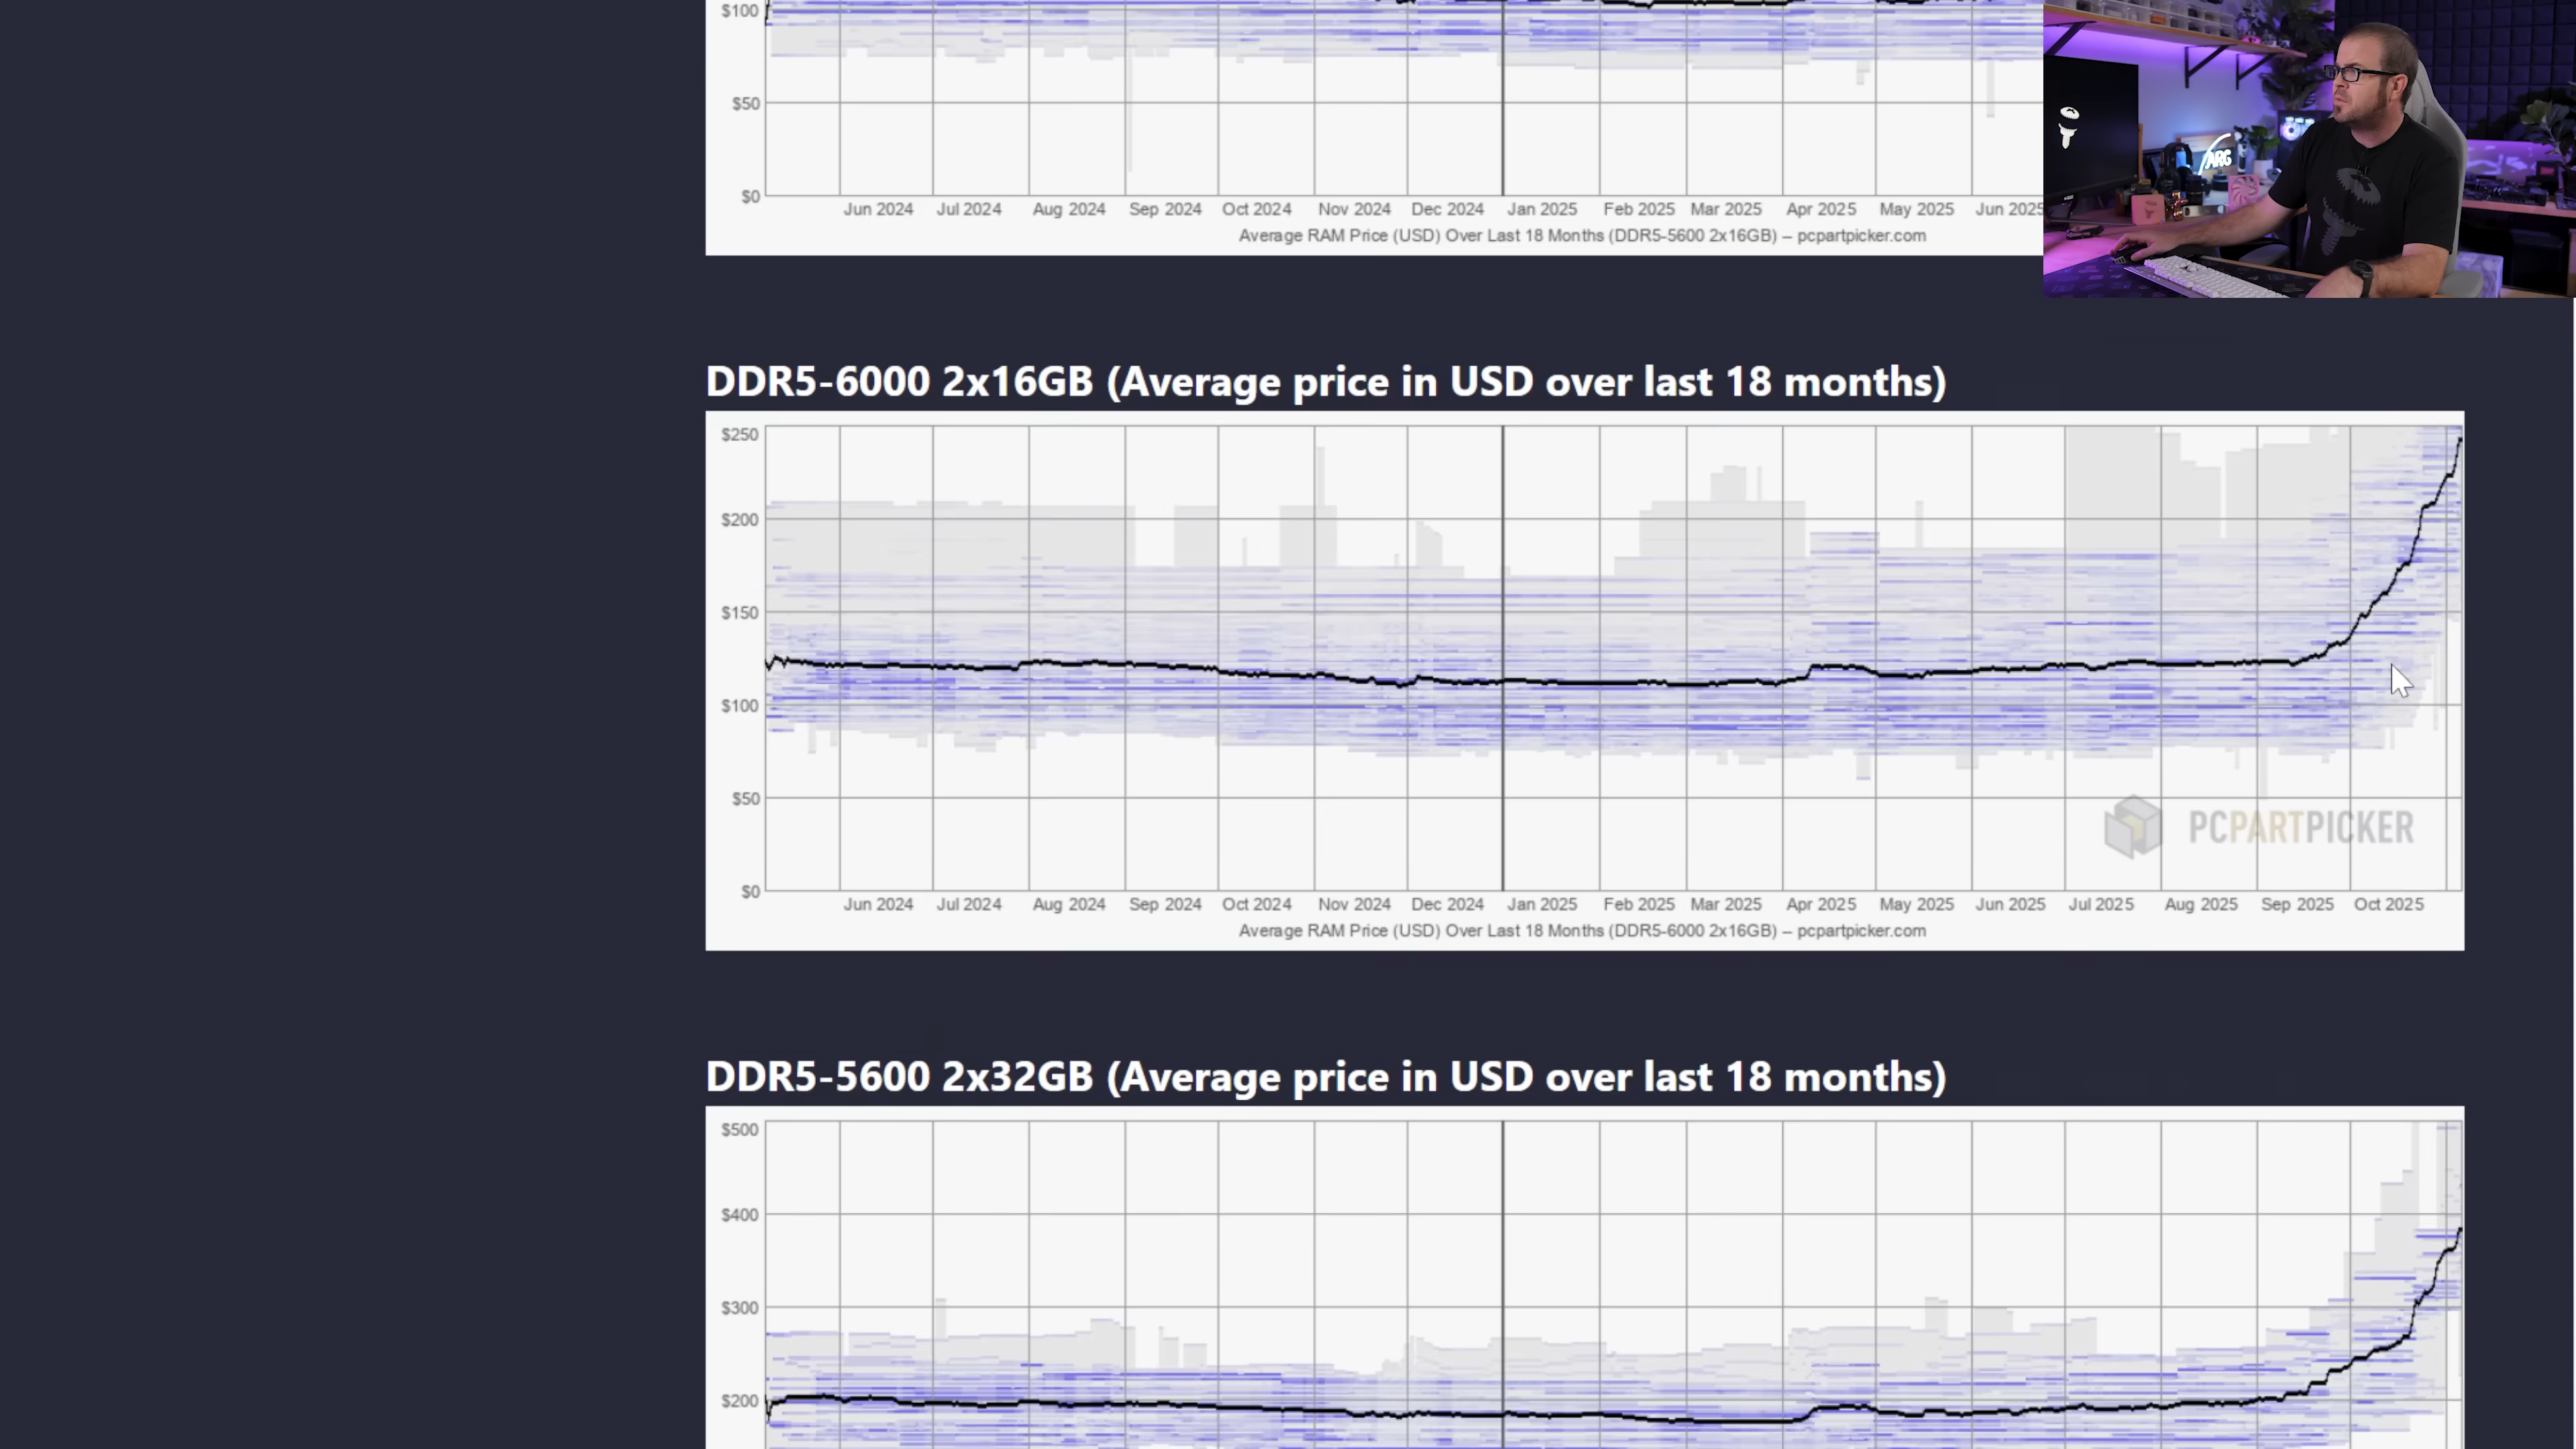 $100
$50
$0
Jun 2024 Jul 2024 Aug 2024 Sep 2024 Oct 2024 Nov 2024 Dec 2024 Jan 2025 Feb 2025 Mar 2025 Apr 2025 May 2025 Jun 2025
Average RAM Price (USD) Over Last 18 Months (DDR5-5600 2x16GB) – pcpartpicker.com
ARG
DDR5-6000 2x16GB (Average price in USD over last 18 months)
$250
$200
$150
$100
$50
$0
PCPARTPICKER
Jun 2024 Jul 2024 Aug 2024 Sep 2024 Oct 2024 Nov 2024 Dec 2024 Jan 2025 Feb 2025 Mar 2025 Apr 2025 May 2025 Jun 2025 Jul 2025 Aug 2025 Sep 2025 Oct 2025
Average RAM Price (USD) Over Last 18 Months (DDR5-6000 2x16GB) – pcpartpicker.com
DDR5-5600 2x32GB (Average price in USD over last 18 months)
$500
$400
$300
$200